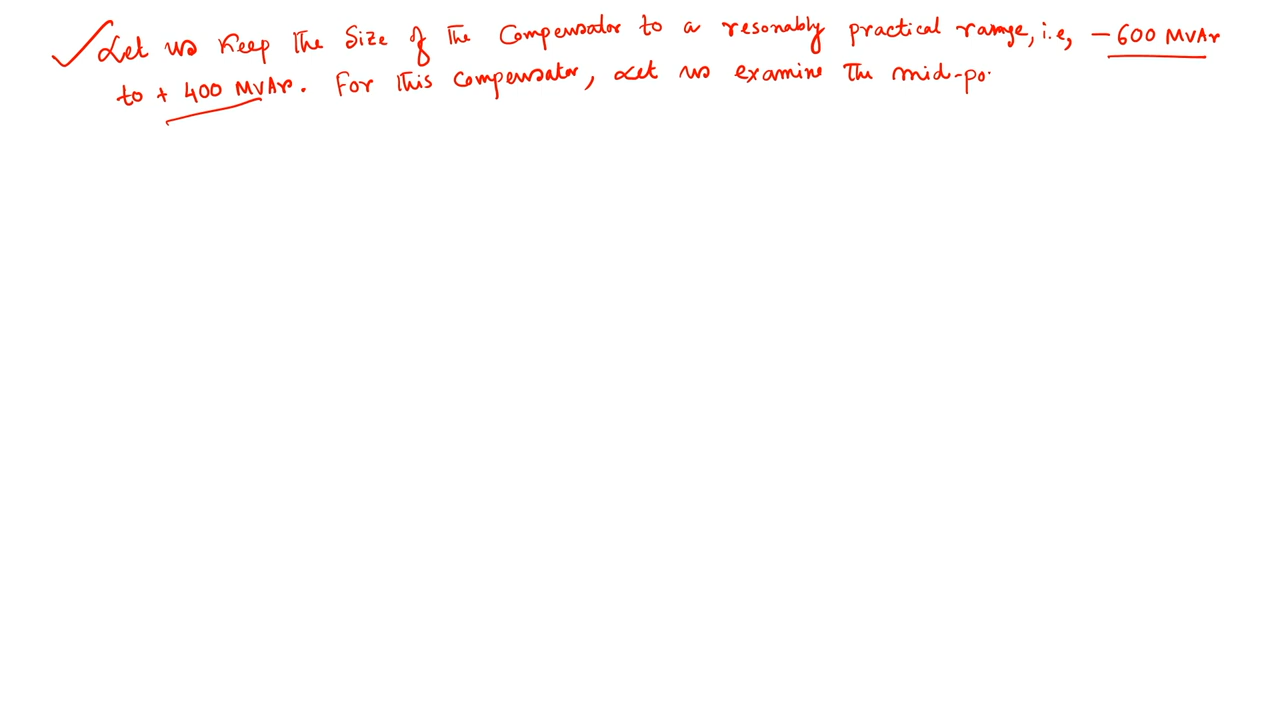 Let us keep the size of the compensator to a resonably practical range, i.e, - 600 MVAr
to + 400 MVAr. For this compensator, Let us examine the mid-po